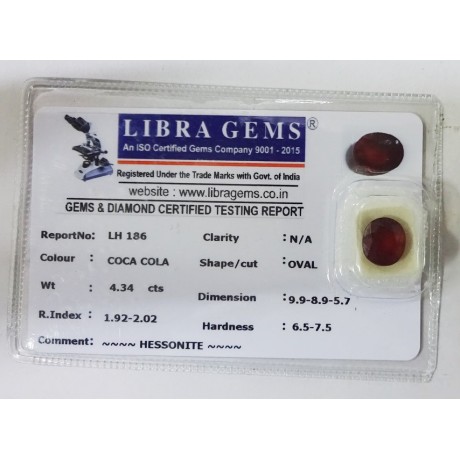 LIBRA GEMS®
An ISO Certified Gems Company 9001 - 2015
Registered Under the Trade Marks with Govt. of India
website : www.libragems.co.in
GEMS & DIAMOND CERTIFIED TESTING REPORT
ReportNo: LH 186 Clarity : N/A
Colour : COCA COLA Shape/cut : OVAL
Wt : 4.34 cts Dimension : 9.9-8.9-5.7
R.Index : 1.92-2.02 Hardness : 6.5-7.5
Comment: ~~~~ HESSONITE ~~~~